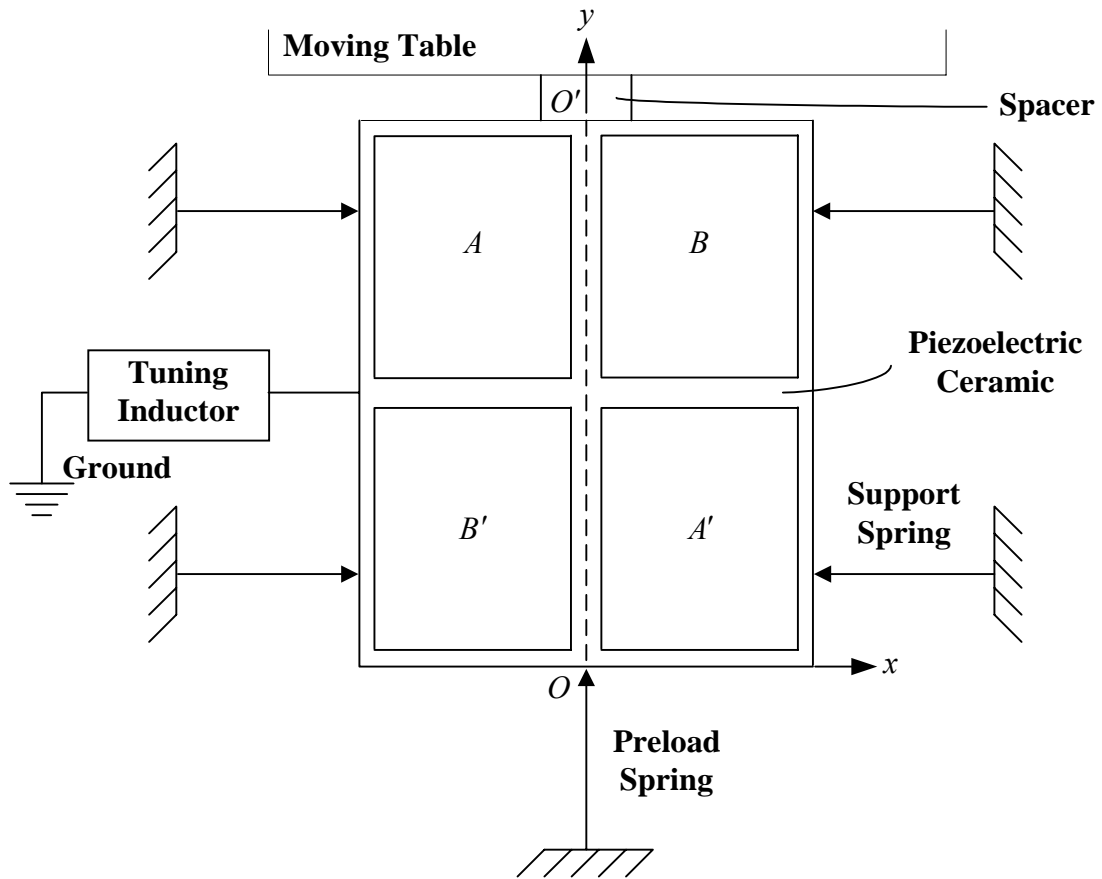 y
Moving Table
O′
Spacer
A
B
Piezoelectric
Ceramic
Tuning
Inductor
Ground
Support
Spring
B′
A′
x
O
Preload
Spring